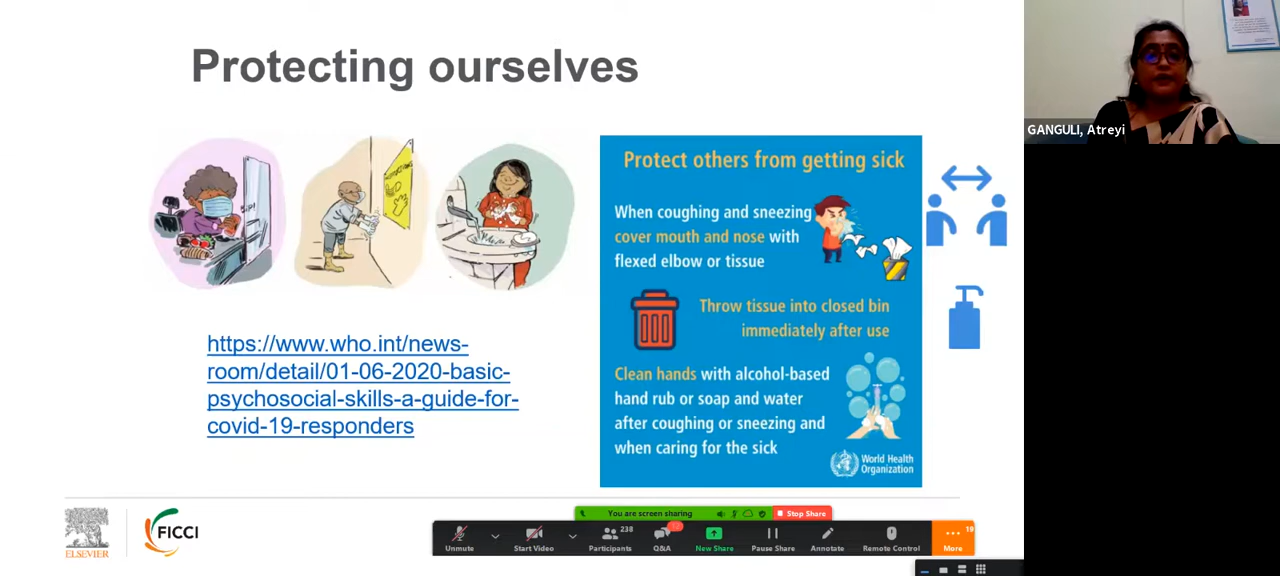 Protecting ourselves
GANGULI, Atreyi
https://www.who.int/news-
room/detail/01-06-2020-basic-
psychosocial-skills-a-guide-for-
covid-19-responders
Protect others from getting sick
When coughing and sneezing
cover mouth and nose with
flexed elbow or tissue
Throw tissue into closed bin
immediately after use
Clean hands with alcohol-based
hand rub or soap and water
after coughing or sneezing and
when caring for the sick
World Health
Organization
ELSEVIER
FICCI
You are screen sharing
Stop Share
Unmute
Start Video
Participants
238
Q&A
New Share
Pause Share
Annotate
Remote Control
More